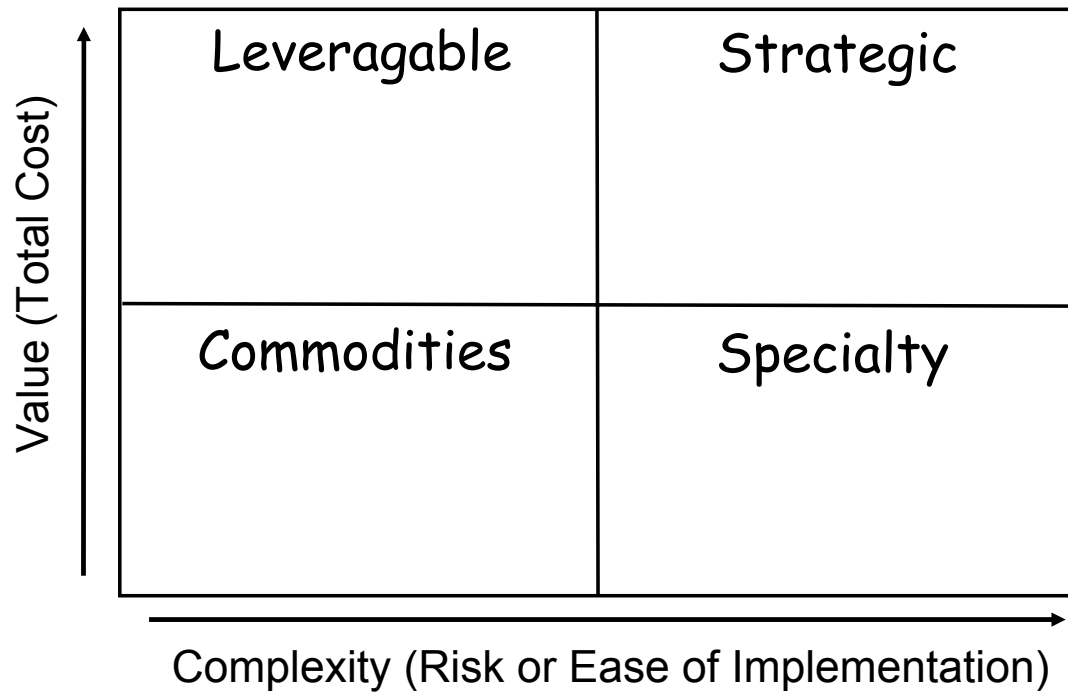 Leveragable
Strategic
Value (Total Cost)
Commodities
Specialty
Complexity (Risk or Ease of Implementation)